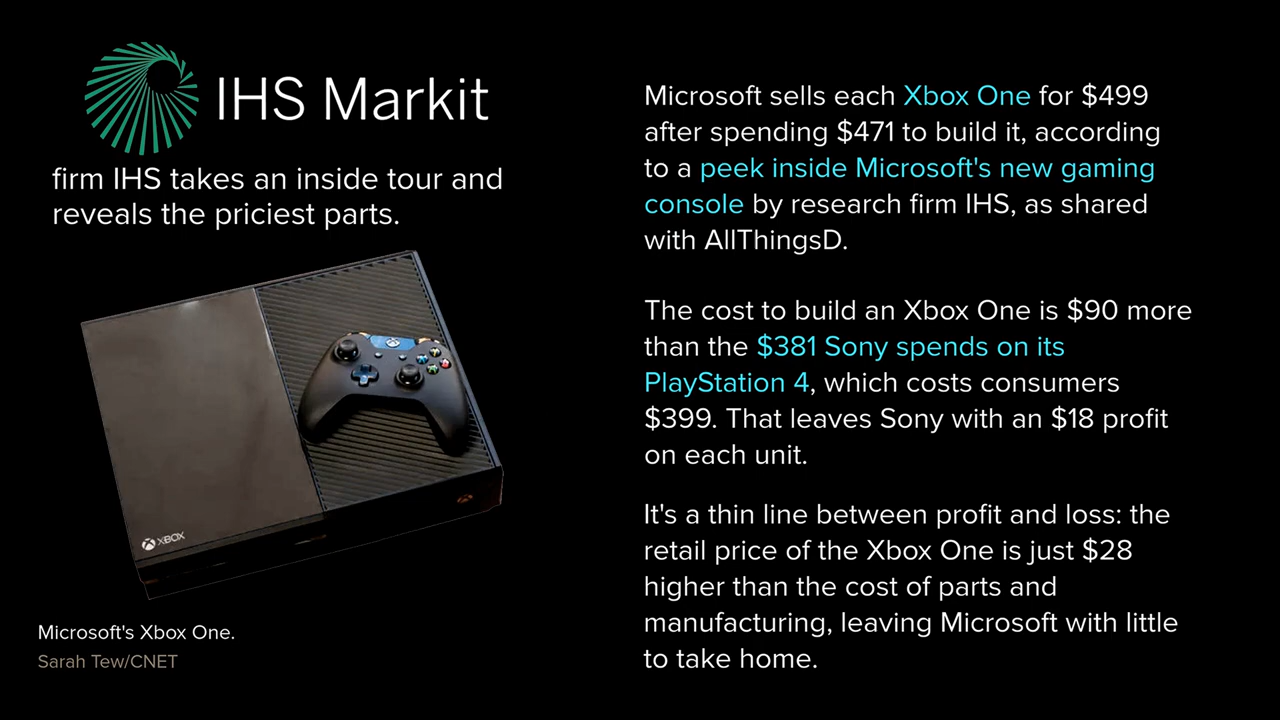 IHS Markit
firm IHS takes an inside tour and
reveals the priciest parts.
XBOX
Microsoft's Xbox One.
Sarah Tew/CNET
Microsoft sells each Xbox One for $499
after spending $471 to build it, according
to a peek inside Microsoft's new gaming
console by research firm IHS, as shared
with AllThingsD.
The cost to build an Xbox One is $90 more
than the $381 Sony spends on its
PlayStation 4, which costs consumers
$399. That leaves Sony with an $18 profit
on each unit.
It's a thin line between profit and loss: the
retail price of the Xbox One is just $28
higher than the cost of parts and
manufacturing, leaving Microsoft with little
to take home.